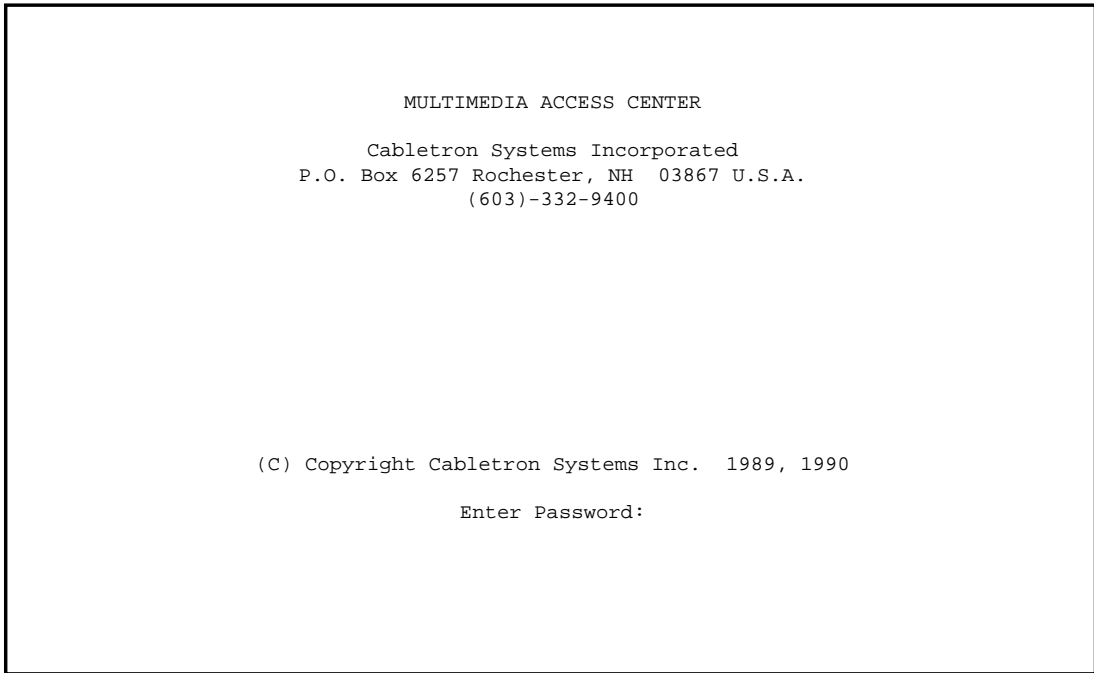 MULTIMEDIA ACCESS CENTER
Cabletron Systems Incorporated
P.O. Box 6257 Rochester, NH  03867 U.S.A.
(603)-332-9400
(C) Copyright Cabletron Systems Inc.  1989, 1990
Enter Password: